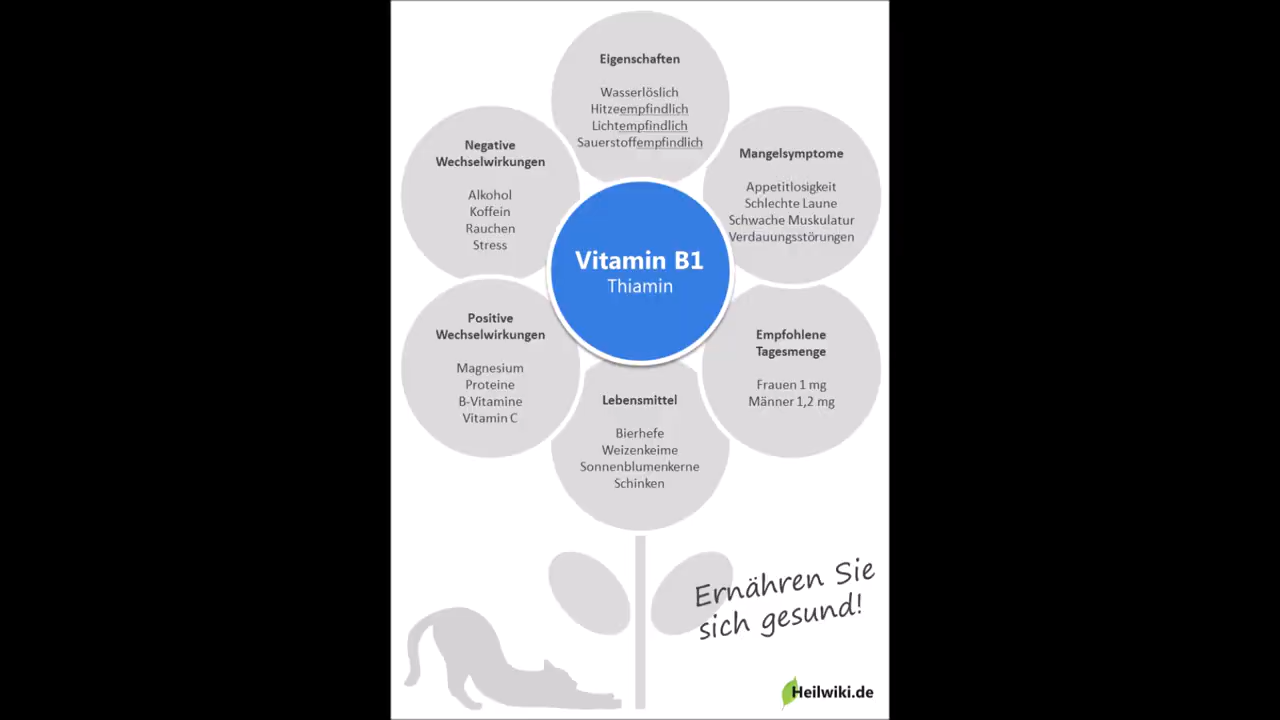 Eigenschaften
Wasserlöslich
Hitzeempfindlich
Lichtempfindlich
Sauerstoffempfindlich
Negative
Wechselwirkungen
Alkohol
Koffein
Rauchen
Stress
Mangelsymptome
Appetitlosigkeit
Schlechte Laune
Schwache Muskulatur
Verdauungsstörungen
Vitamin B1
Thiamin
Positive
Wechselwirkungen
Magnesium
Proteine
B-Vitamine
Vitamin C
Empfohlene
Tagesmenge
Frauen 1 mg
Männer 1,2 mg
Lebensmittel
Bierhefe
Weizenkeime
Sonnenblumenkerne
Schinken
Ernähren Sie
sich gesund!
Heilwiki.de